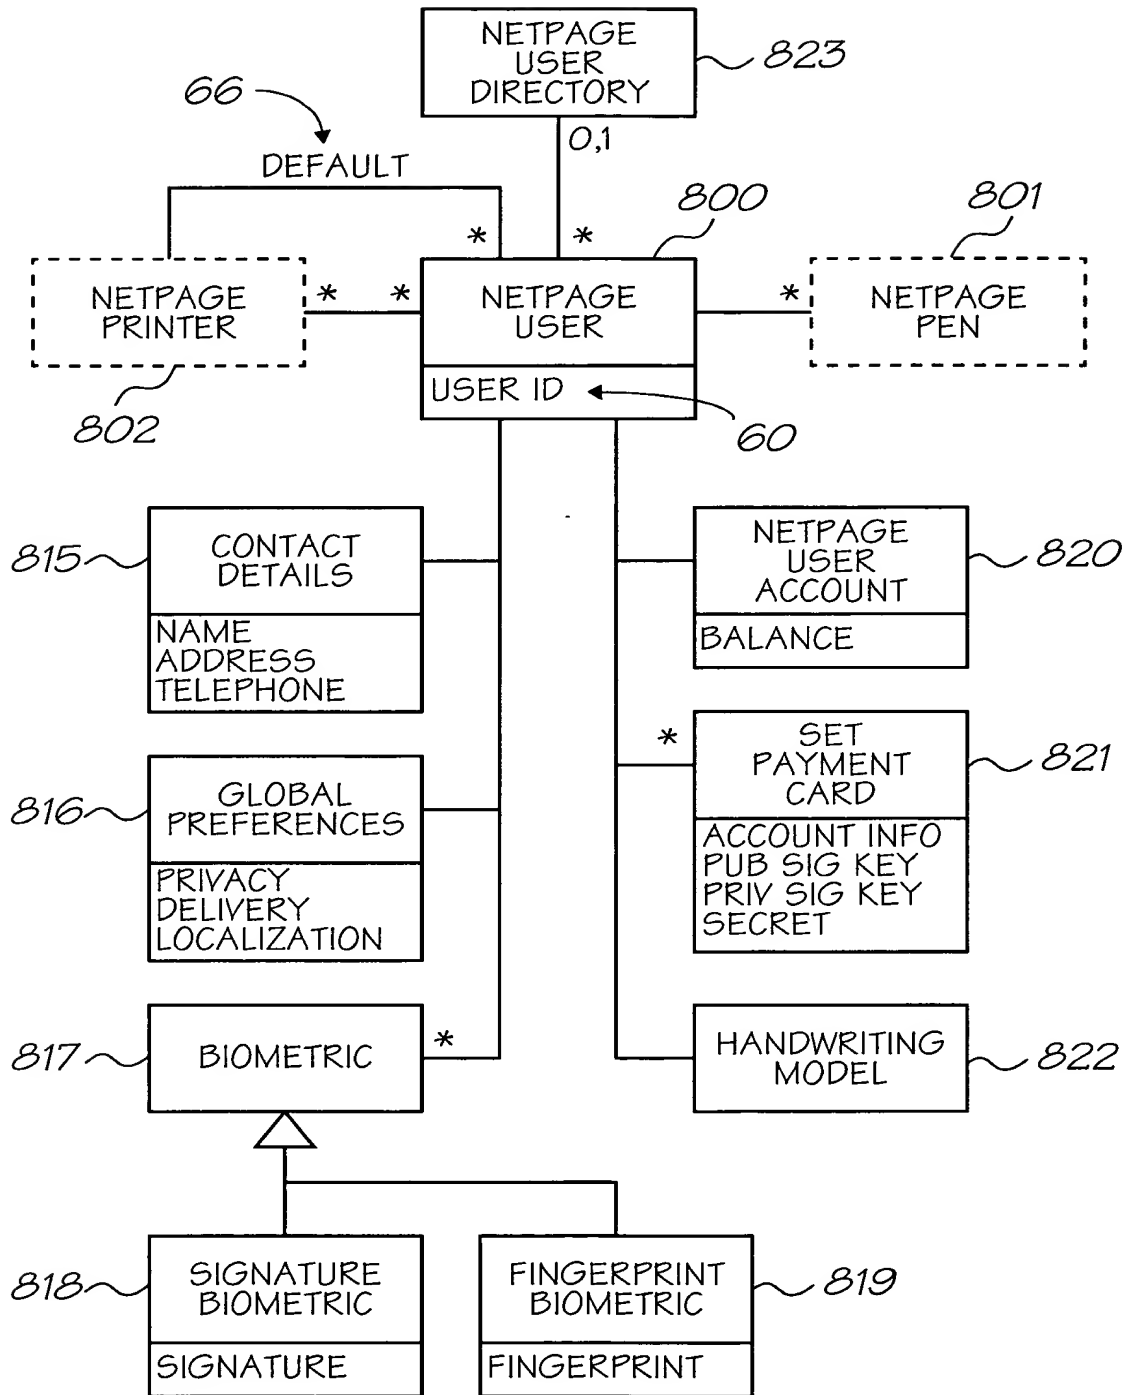 NETPAGE
USER
DIRECTORY
823
66
0,1
DEFAULT
800
801
*
*
NETPAGE
PRINTER
*
*
NETPAGE
USER
*
NETPAGE
PEN
802
USER ID
60
815
CONTACT
DETAILS
NAME
ADDRESS
TELEPHONE
NETPAGE
USER
ACCOUNT
820
BALANCE
816
GLOBAL
PREFERENCES
PRIVACY
DELIVERY
LOCALIZATION
*
SET
PAYMENT
CARD
821
ACCOUNT INFO
PUB SIG KEY
PRIV SIG KEY
SECRET
817
BIOMETRIC
*
HANDWRITING
MODEL
822
818
SIGNATURE
BIOMETRIC
SIGNATURE
FINGERPRINT
BIOMETRIC
819
FINGERPRINT